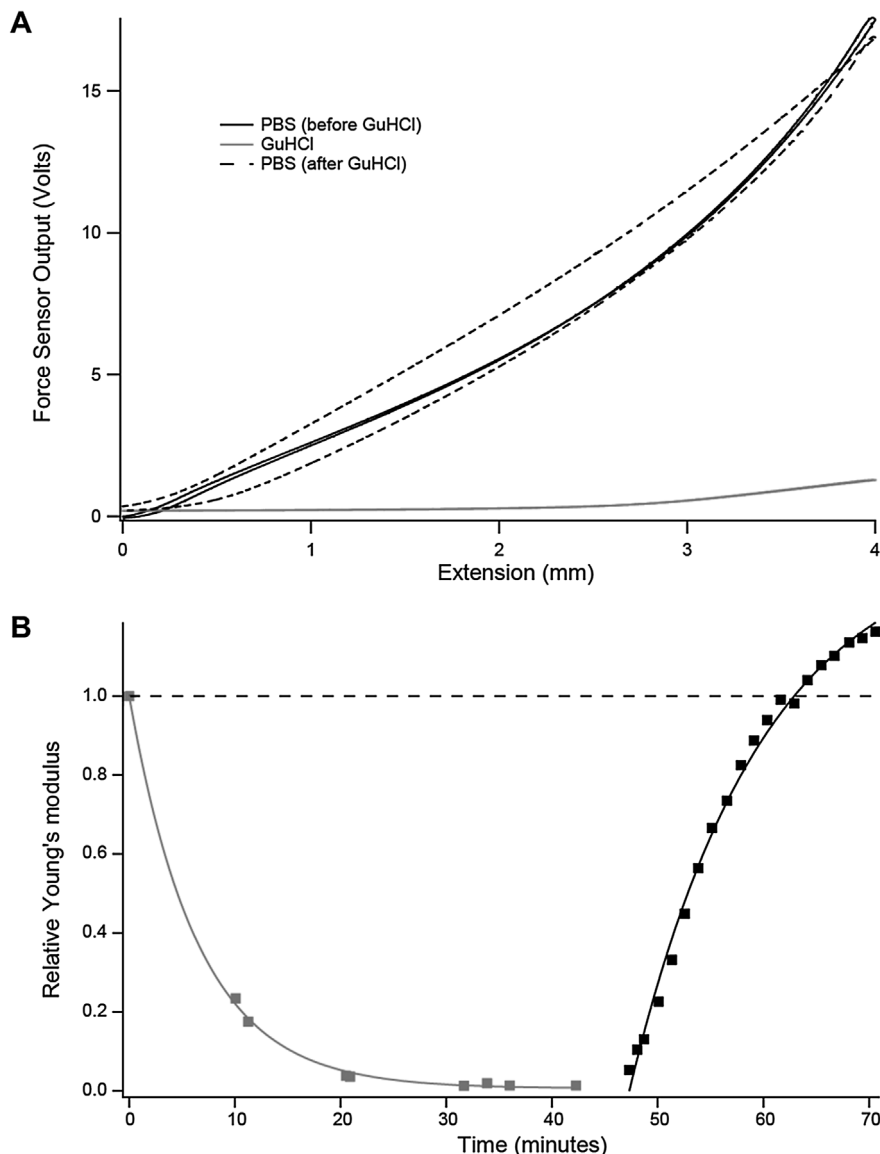 A
Force Sensor Output (Volts)
15
10
5
0
PBS (before GuHCl)
GuHCl
PBS (after GuHCl)
0 1 2 3 4
Extension (mm)
B
Relative Young's modulus
1.0
0.8
0.6
0.4
0.2
0.0
0 10 20 30 40 50 60 70
Time (minutes)